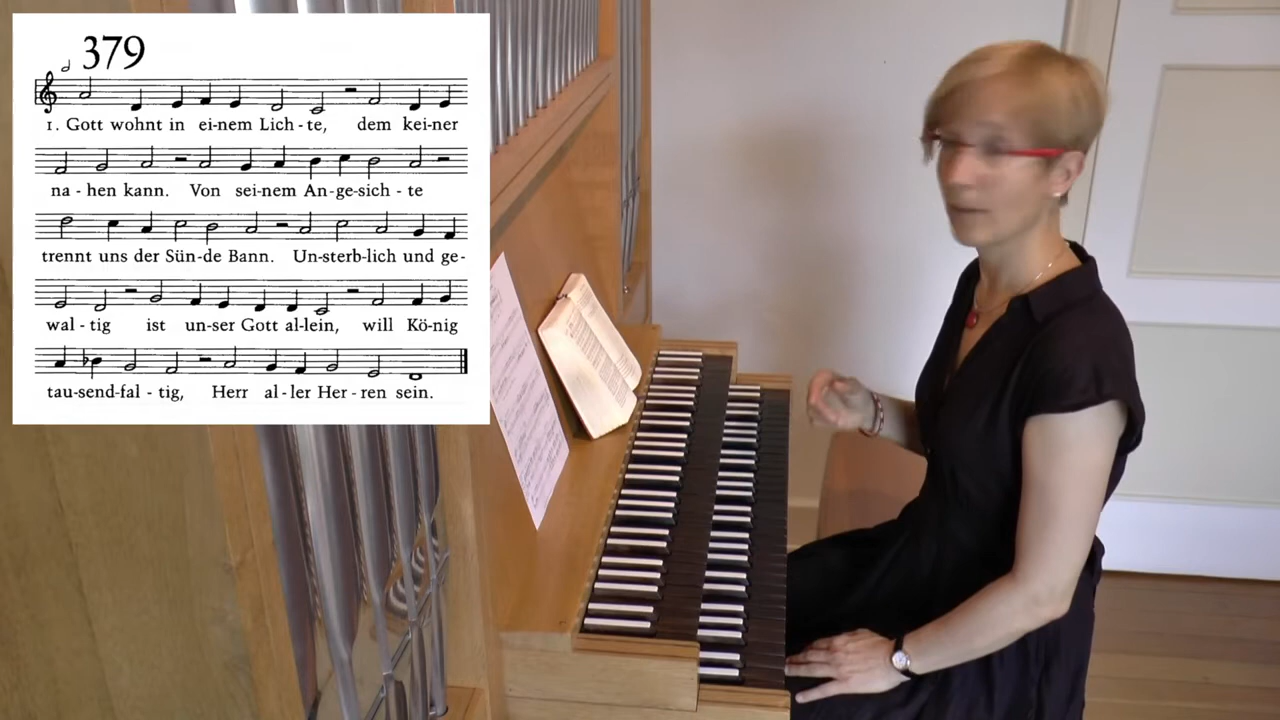 379
1. Gott wohnt in ei-nem Lich-te, dem kei-ner
na-hen kann. Von sei-nem An-ge-sich-te
trennt uns der Sün-de Bann. Un-sterb-lich und ge-
wal-tig ist un-ser Gott al-lein, will Kö-nig
tau-send-fal-tig, Herr al-ler Her-ren sein.